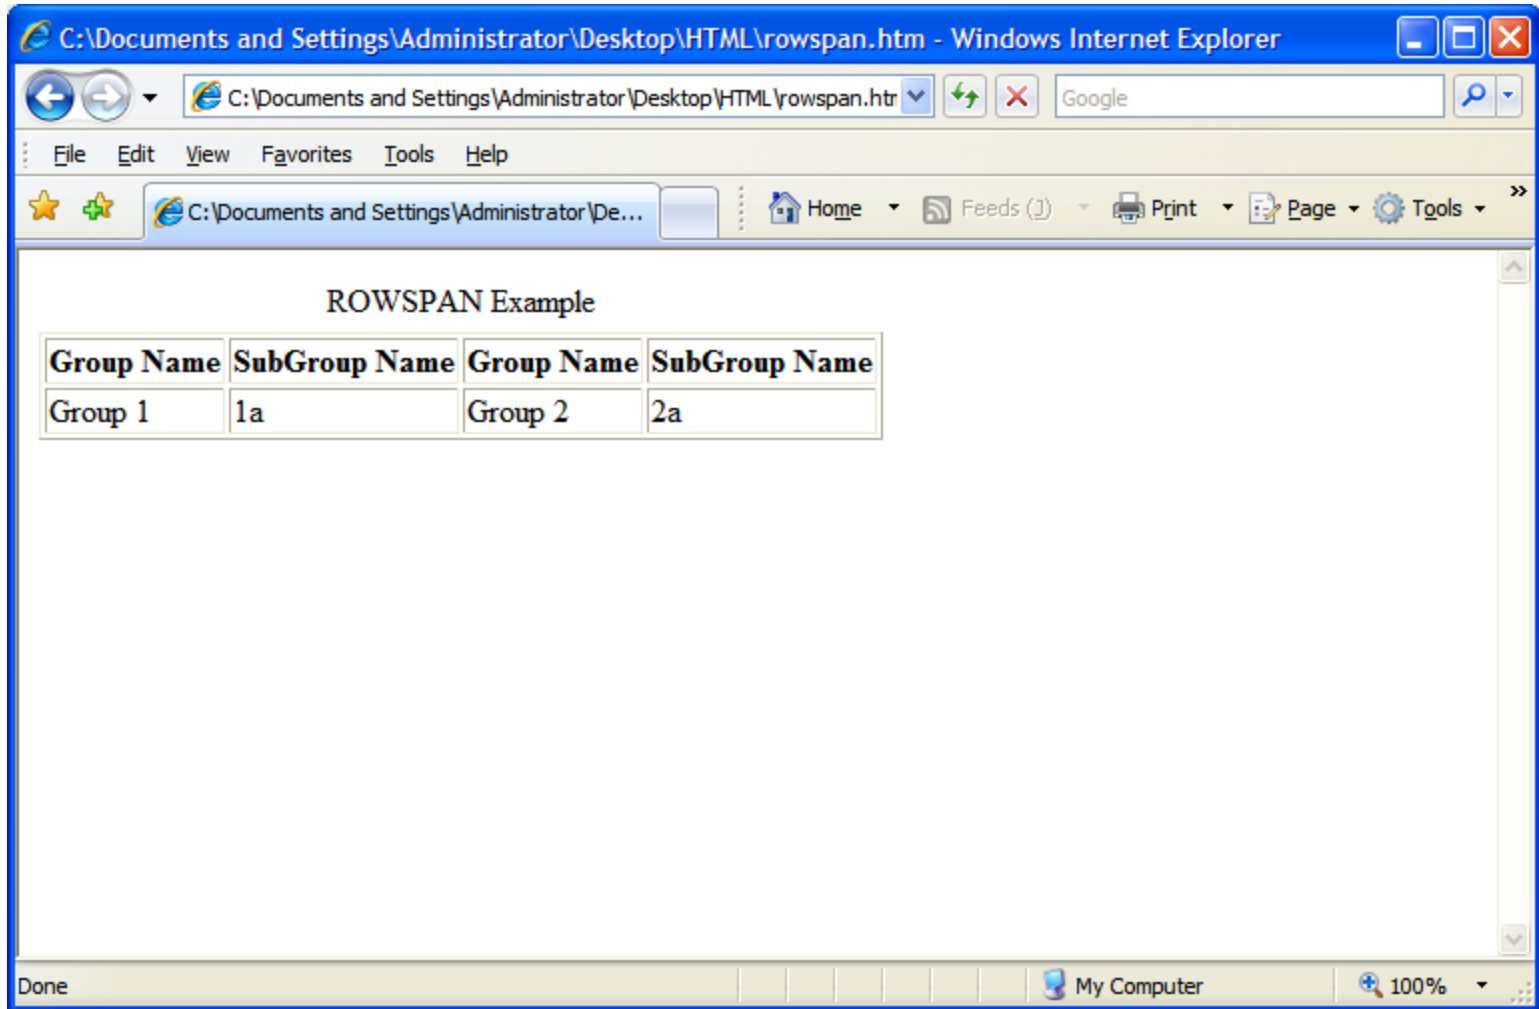 C:\Documents and Settings\Administrator\Desktop\HTML\rowspan.htm - Windows Internet Explorer
C:\Documents and Settings\Administrator\Desktop\HTML\rowspan.htr Google
File Edit View Favorites Tools Help
C:\Documents and Settings\Administrator\De... Home Feeds (J) Print Page Tools »
ROWSPAN Example
Group Name SubGroup Name Group Name SubGroup Name
Group 1 1a Group 2 2a
Done My Computer 100%